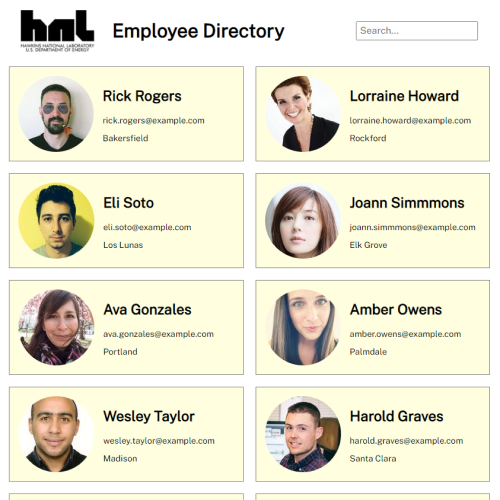 hnl
HAWKINS NATIONAL LABORATORY
U.S. DEPARTMENT OF ENERGY
Employee Directory
Search...
Rick Rogers
rick.rogers@example.com
Bakersfield
Lorraine Howard
lorraine.howard@example.com
Rockford
Eli Soto
eli.soto@example.com
Los Lunas
Joann Simmmons
joann.simmmons@example.com
Elk Grove
Ava Gonzales
ava.gonzales@example.com
Portland
Amber Owens
amber.owens@example.com
Palmdale
Wesley Taylor
wesley.taylor@example.com
Madison
Harold Graves
harold.graves@example.com
Santa Clara